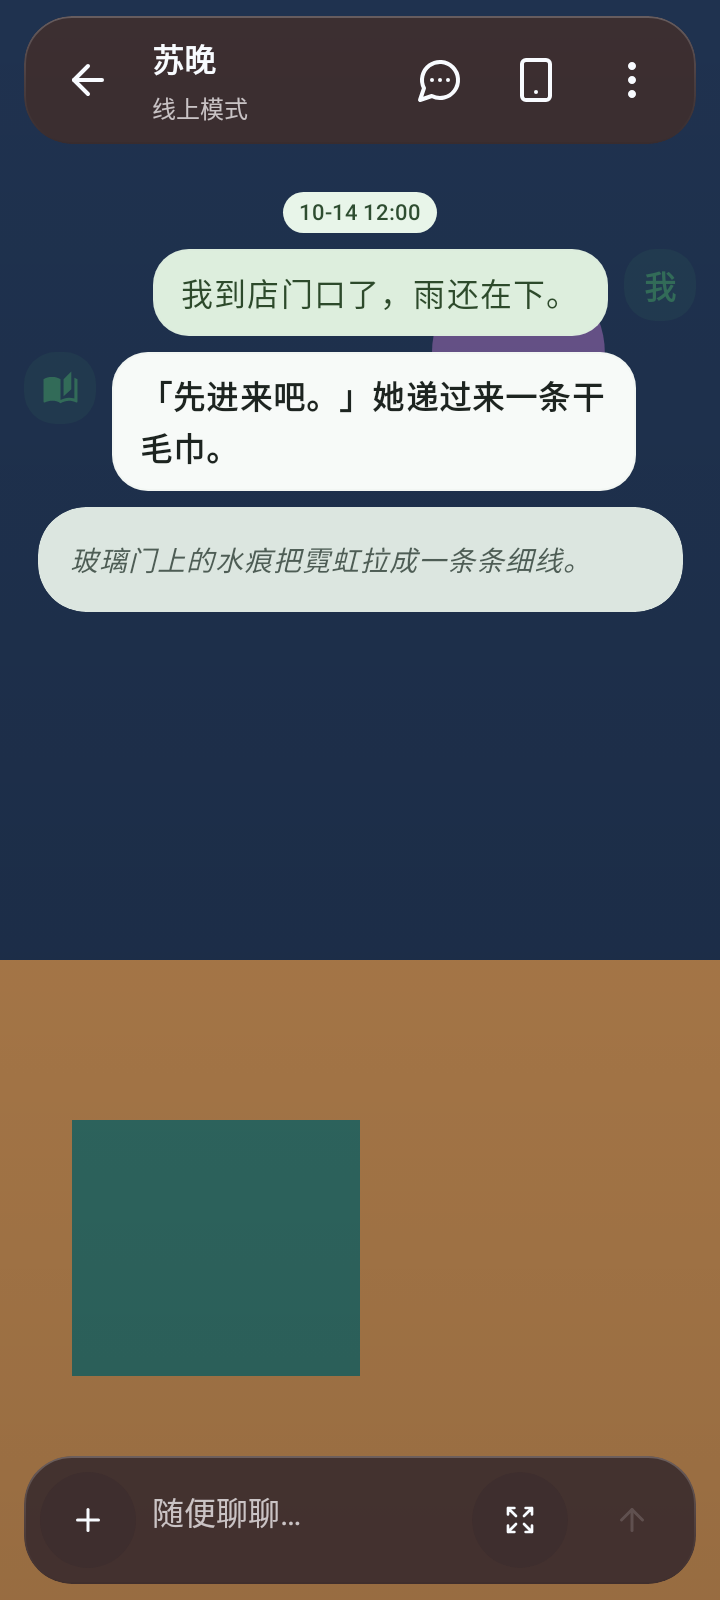 苏晚
线上模式
10-14 12:00
我到店门口了，雨还在下。
我
「先进来吧。」她递过来一条干
毛巾。
玻璃门上的水痕把霓虹拉成一条条细线。
随便聊聊…